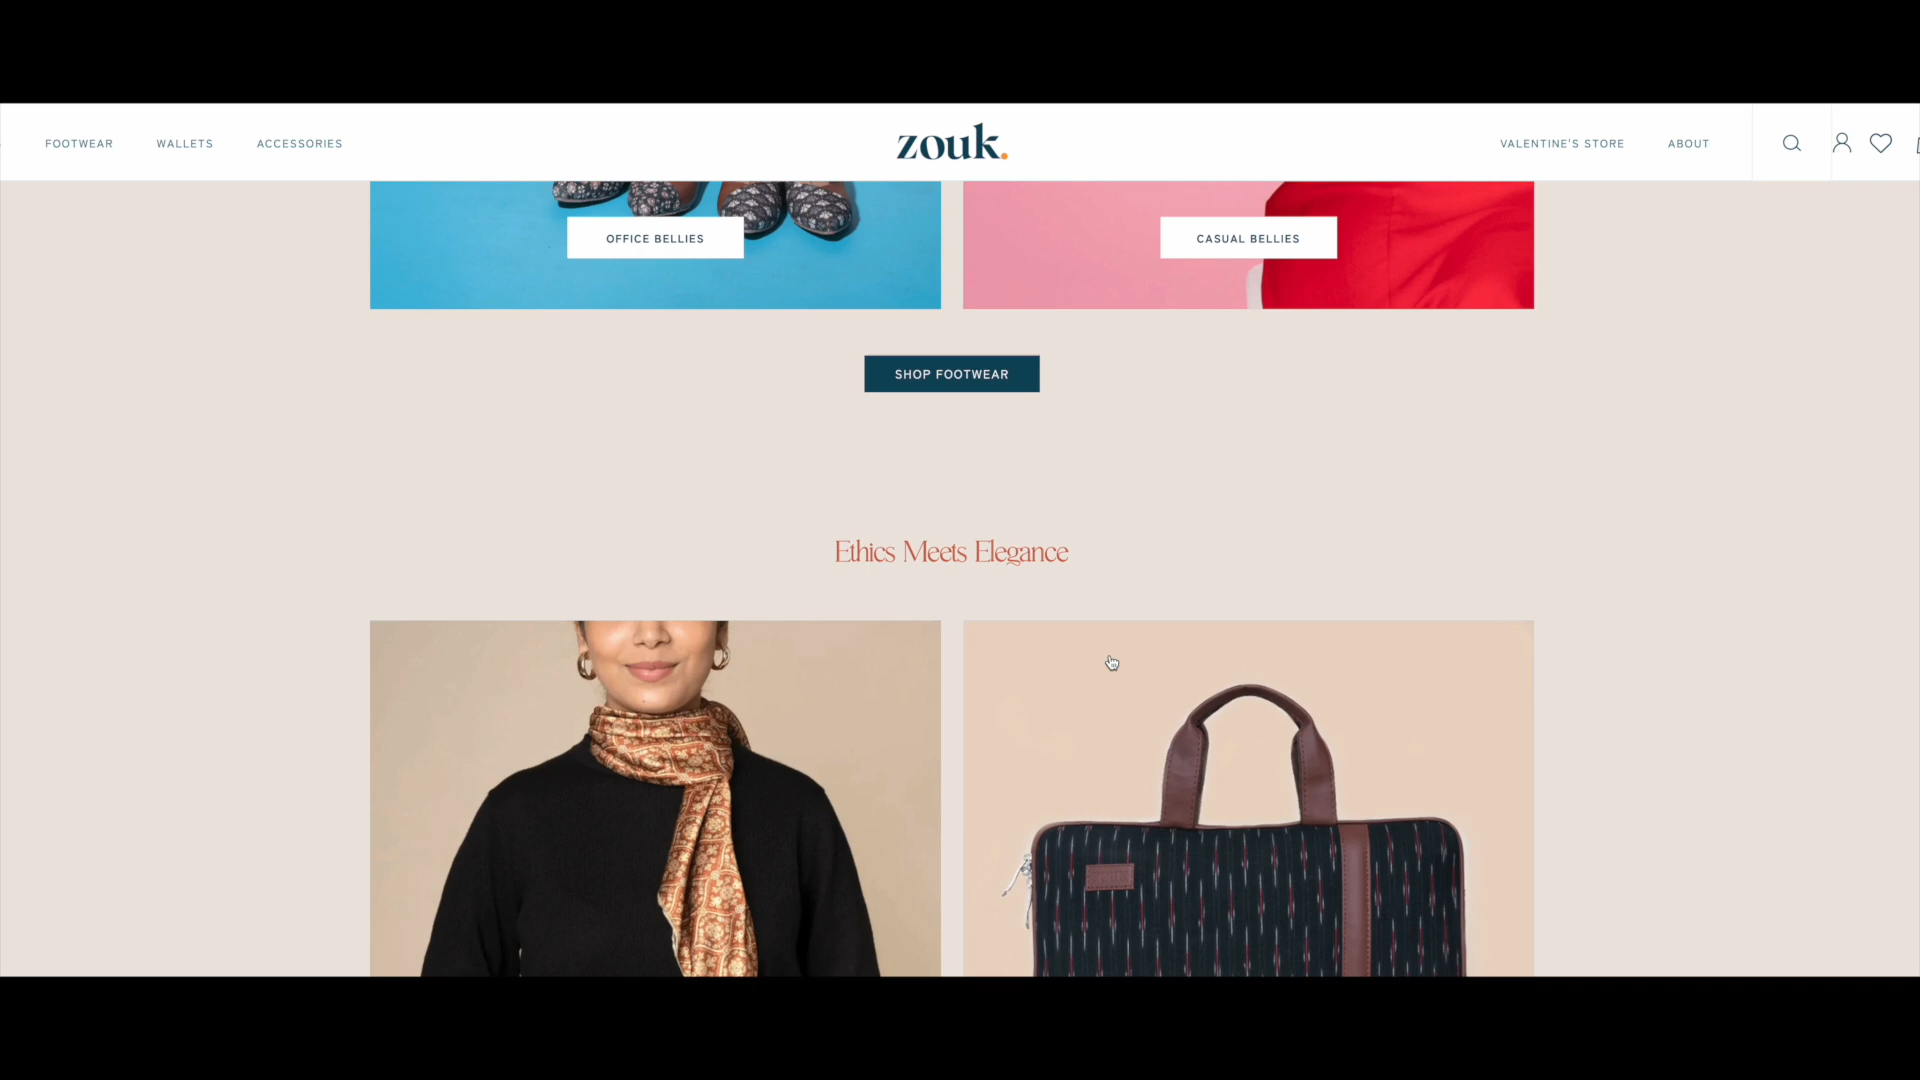 FOOTWEAR WALLETS ACCESSORIES zouk. VALENTINE'S STORE ABOUT
OFFICE BELLIES CASUAL BELLIES
SHOP FOOTWEAR
Ethics Meets Elegance